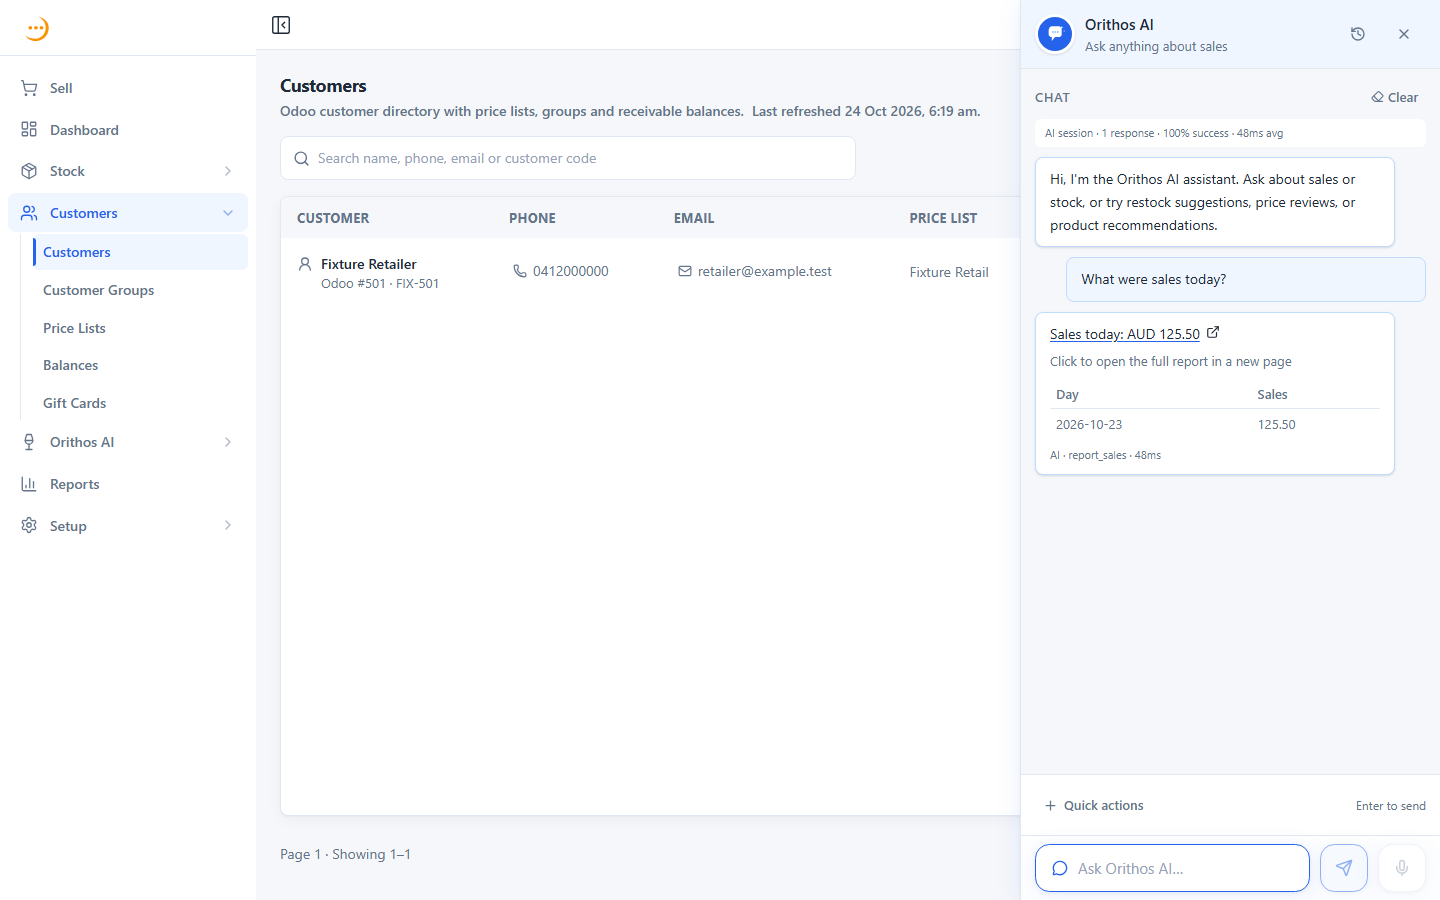 Sell
Dashboard
Stock
Customers
Customers
Customer Groups
Price Lists
Balances
Gift Cards
Orithos AI
Reports
Setup
Customers
Odoo customer directory with price lists, groups and receivable balances. Last refreshed 24 Oct 2026, 6:19 am.
Search name, phone, email or customer code
CUSTOMER PHONE EMAIL PRICE LIST
Fixture Retailer 0412000000 retailer@example.test Fixture Retail
Odoo #501 · FIX-501
Page 1 · Showing 1–1
Orithos AI
Ask anything about sales
CHAT Clear
AI session · 1 response · 100% success · 48ms avg
Hi, I'm the Orithos AI assistant. Ask about sales or
stock, or try restock suggestions, price reviews, or
product recommendations.
What were sales today?
Sales today: AUD 125.50
Click to open the full report in a new page
Day Sales
2026-10-23 125.50
AI · report_sales · 48ms
Quick actions Enter to send
Ask Orithos AI...